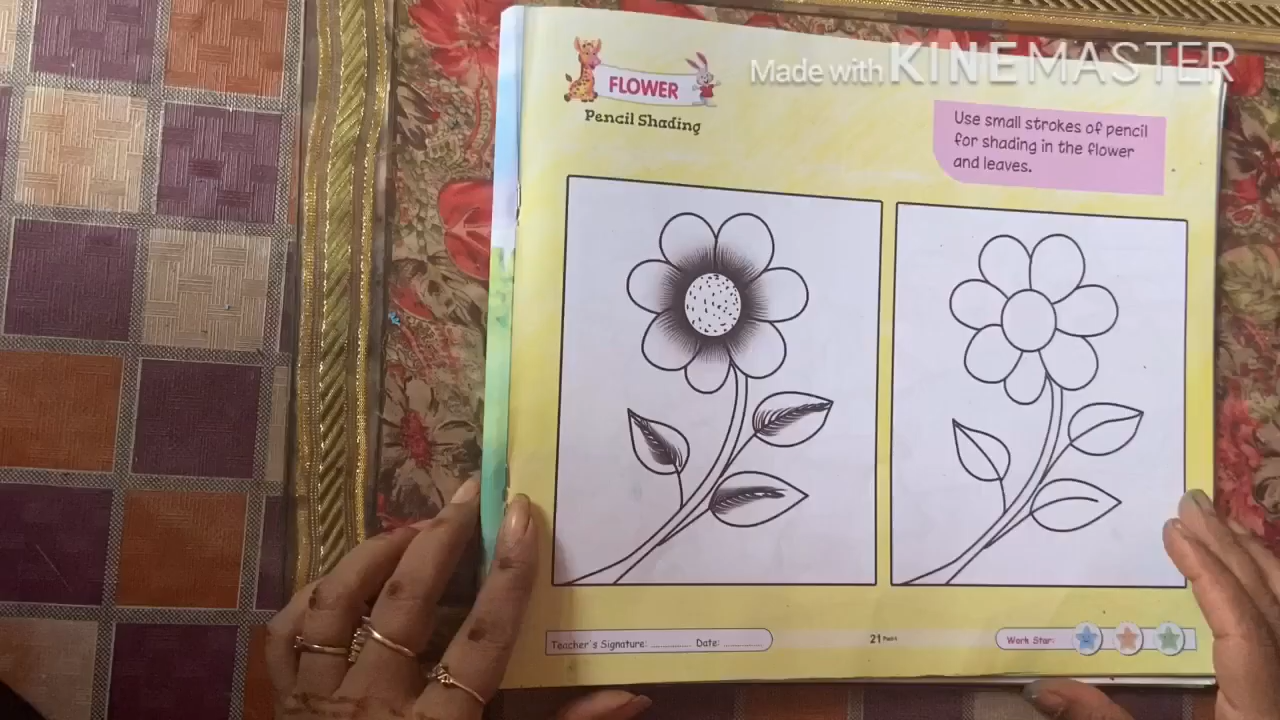 Made with KINEMASTER
FLOWER
Pencil Shading
Use small strokes of pencil
for shading in the flower
and leaves.
Teacher's Signature: .............. Date: ..............
21
Work Star: